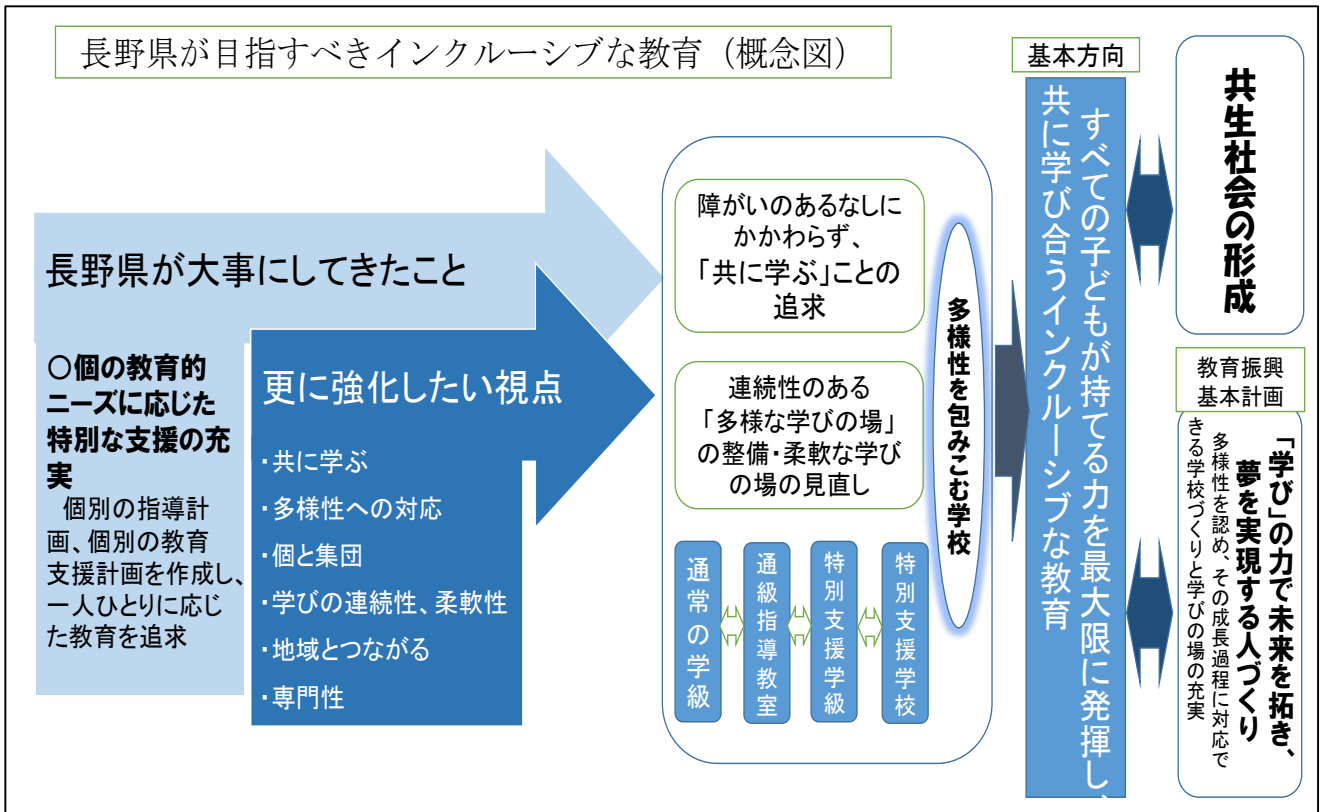 長野県が目指すべきインクルーシブな教育（概念図）
長野県が大事にしてきたこと
○個の教育的
ニーズに応じた
特別な支援の充
実
個別の指導計
画、個別の教育
支援計画を作成し、
一人ひとりに応じ
た教育を追求
更に強化したい視点
・共に学ぶ
・多様性への対応
・個と集団
・学びの連続性、柔軟性
・地域とつながる
・専門性
障がいのあるなしに
かかわらず、
「共に学ぶ」ことの
追求
連続性のある
「多様な学びの場」
の整備・柔軟な学び
の場の見直し
通常の学級
通級指導教室
特別支援学級
特別支援学校
多様性を包みこむ学校
基本方向
すべての子どもが持てる力を最大限に発揮し、
共に学び合うインクルーシブな教育
共生社会の形成
教育振興
基本計画
「学び」の力で未来を拓き、
夢を実現する人づくり
多様性を認め、その成長過程に対応で
きる学校づくりと学びの場の充実